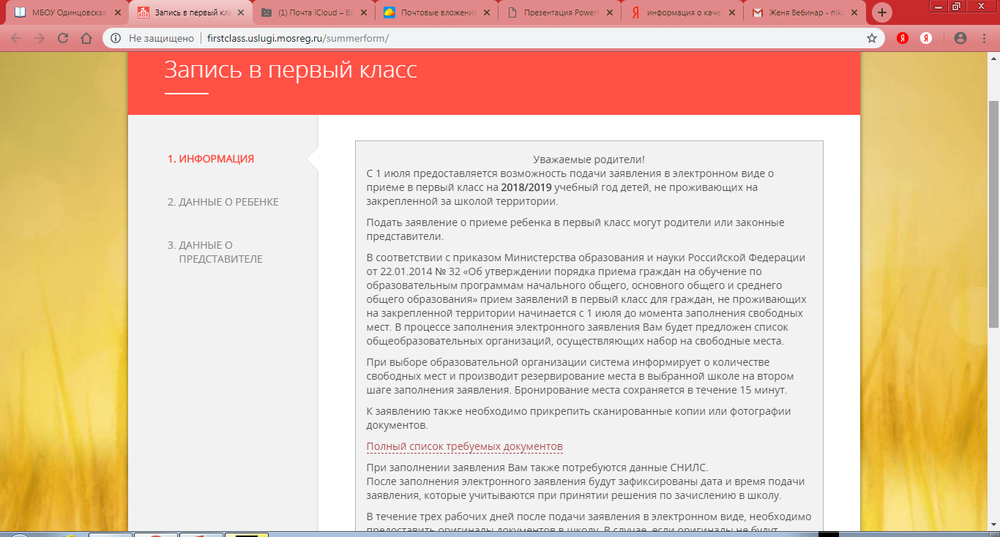 МБОУ Одинцовская
Запись в первый кла
(1) Почта iCloud – Вх
Почтовые вложения
Презентация PowerP
информация о каче
Женя Вебинар - niko
Не защищено
firstclass.uslugi.mosreg.ru/summerform/
Запись в первый класс
1. ИНФОРМАЦИЯ
2. ДАННЫЕ О РЕБЕНКЕ
3. ДАННЫЕ О
ПРЕДСТАВИТЕЛЕ
Уважаемые родители!
С 1 июля предоставляется возможность подачи заявления в электронном виде о
приеме в первый класс на 2018/2019 учебный год детей, не проживающих на
закрепленной за школой территории.
Подать заявление о приеме ребенка в первый класс могут родители или законные
представители.
В соответствии с приказом Министерства образования и науки Российской Федерации
от 22.01.2014 № 32 «Об утверждении порядка приема граждан на обучение по
образовательным программам начального общего, основного общего и среднего
общего образования» прием заявлений в первый класс для граждан, не проживающих
на закрепленной территории начинается с 1 июля до момента заполнения свободных
мест. В процессе заполнения электронного заявления Вам будет предложен список
общеобразовательных организаций, осуществляющих набор на свободные места.
При выборе образовательной организации система информирует о количестве
свободных мест и производит резервирование места в выбранной школе на втором
шаге заполнения заявления. Бронирование места сохраняется в течение 15 минут.
К заявлению также необходимо прикрепить сканированные копии или фотографии
документов.
Полный список требуемых документов
При заполнении заявления Вам также потребуются данные СНИЛС.
После заполнения электронного заявления будут зафиксированы дата и время подачи
заявления, которые учитываются при принятии решения по зачислению в школу.
В течение трех рабочих дней после подачи заявления в электронном виде, необходимо
предоставить оригиналы документов в школу. В случае, если оригиналы не будут